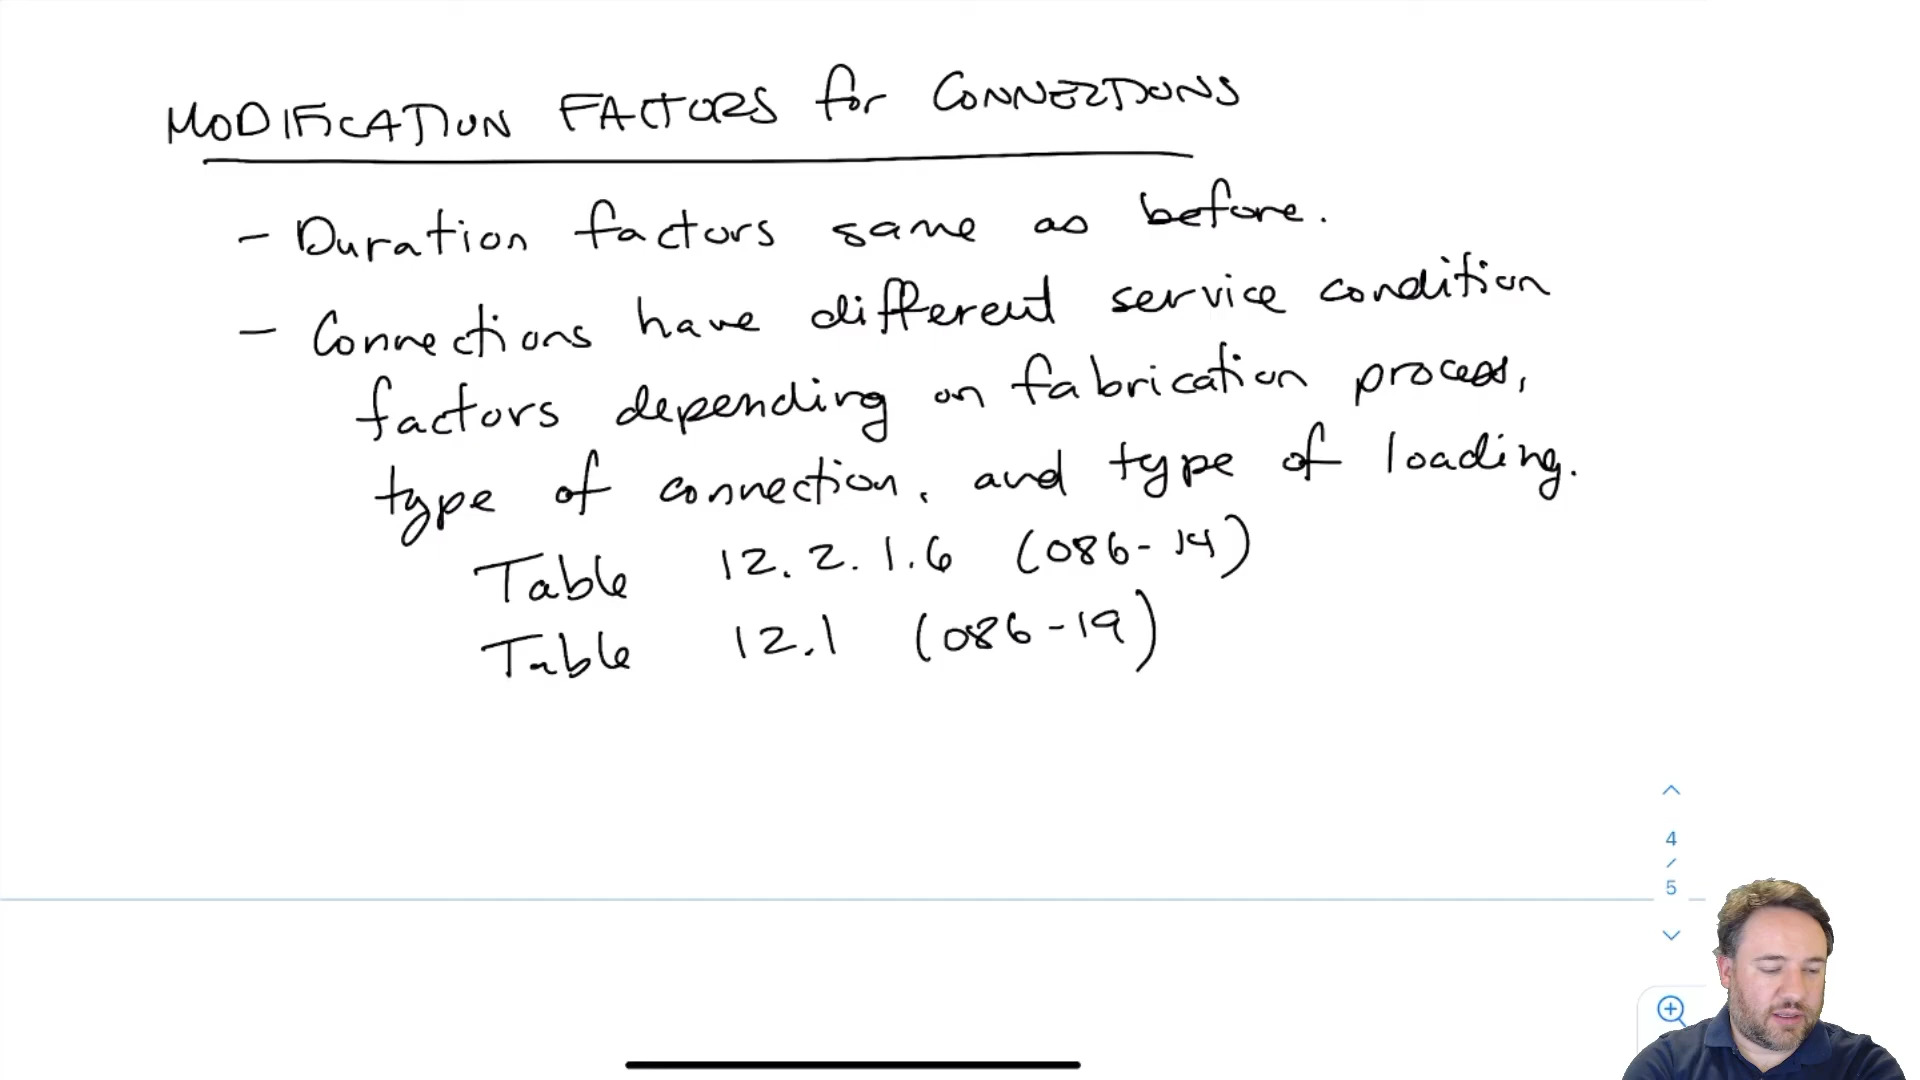 MODIFICATION FACTORS for CONNECTIONS
- Duration factors same as before.
- Connections have different service condition
factors depending on fabrication process,
type of connection, and type of loading.
Table 12.2.1.6 (086-14)
Table 12.1 (086-19)
4
/
5